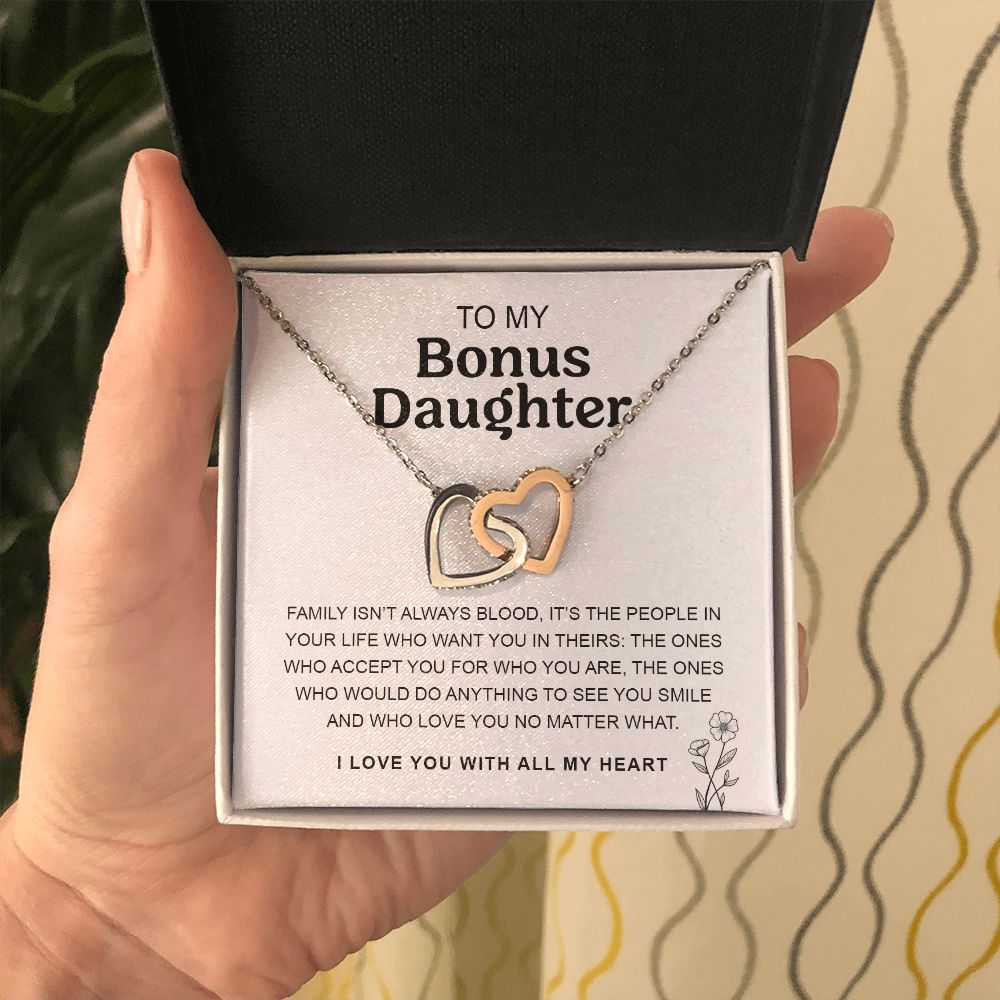 TO MY
Bonus
Daughter
FAMILY ISN'T ALWAYS BLOOD, IT'S THE PEOPLE IN
YOUR LIFE WHO WANT YOU IN THEIRS: THE ONES
WHO ACCEPT YOU FOR WHO YOU ARE, THE ONES
WHO WOULD DO ANYTHING TO SEE YOU SMILE
AND WHO LOVE YOU NO MATTER WHAT.
I LOVE YOU WITH ALL MY HEART